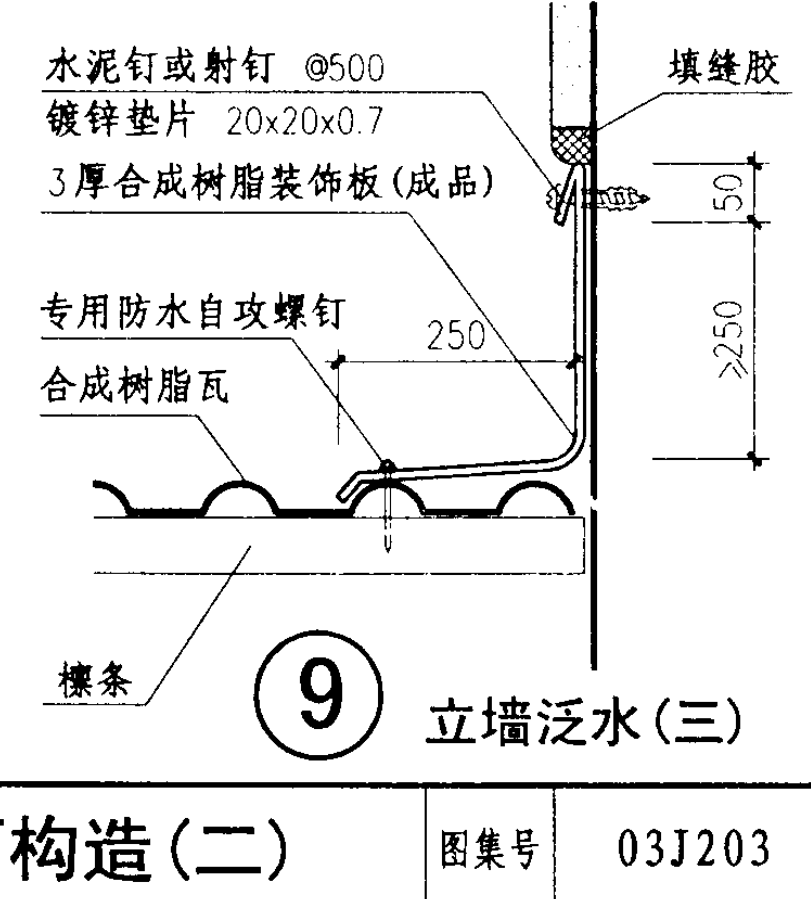 水泥钉或射钉 @500
镀锌垫片 20x20x0.7
3厚合成树脂装饰板(成品)
填缝胶
50
≥250
专用防水自攻螺钉
250
合成树脂瓦
檩条
9 立墙泛水(三)
构造(二)
图集号 03J203